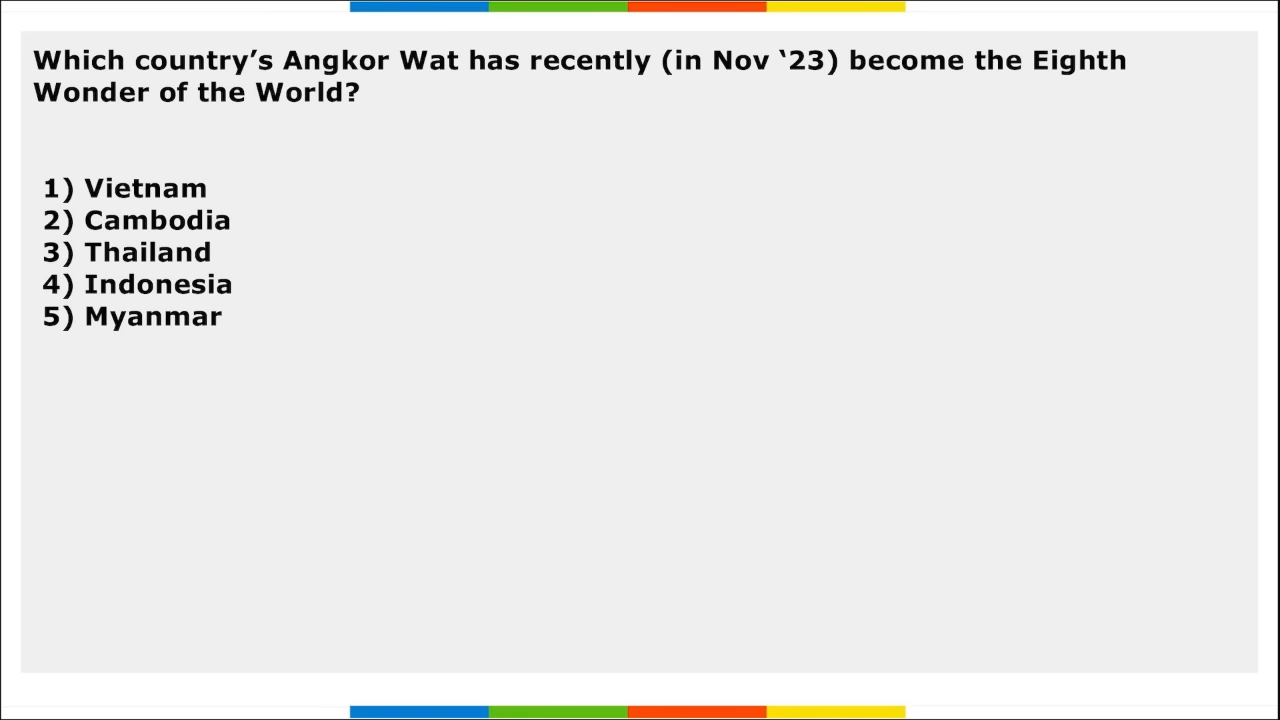 Which country’s Angkor Wat has recently (in Nov ‘23) become the Eighth
Wonder of the World?
1) Vietnam
2) Cambodia
3) Thailand
4) Indonesia
5) Myanmar